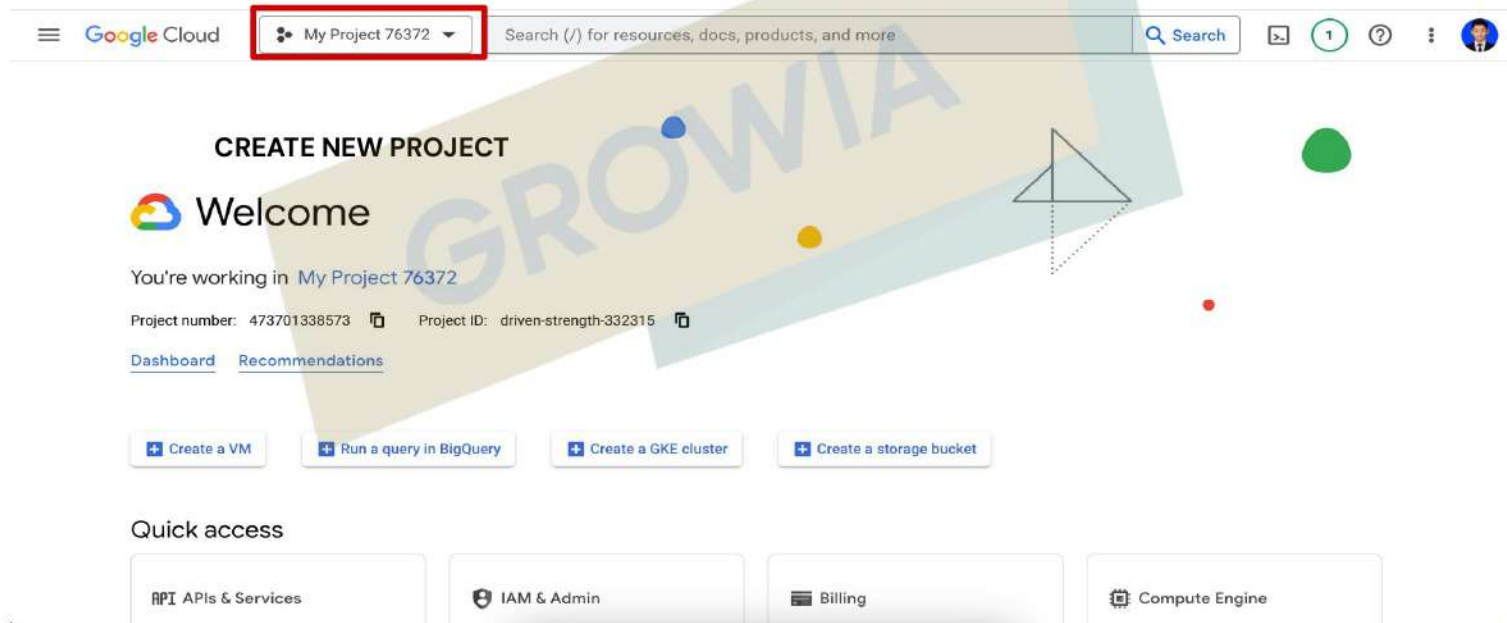 Google Cloud My Project 76372 Search (/) for resources, docs, products, and more Search 1
CREATE NEW PROJECT
Welcome
You're working in My Project 76372
Project number: 473701338573 Project ID: driven-strength-332315
Dashboard Recommendations
Create a VM Run a query in BigQuery Create a GKE cluster Create a storage bucket
Quick access
API APIs & Services IAM & Admin Billing Compute Engine
GROWIA